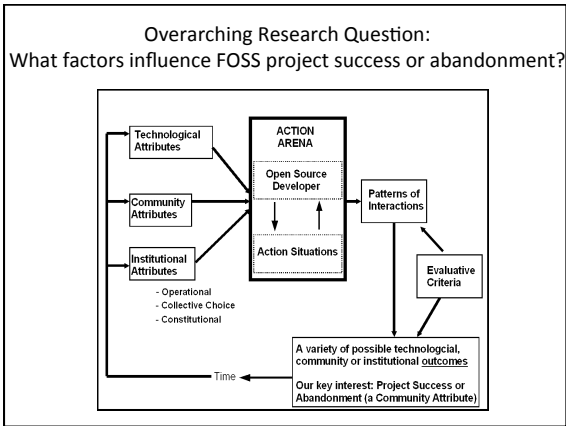 Overarching Research Question:
What factors influence FOSS project success or abandonment?
Technological
Attributes
Community
Attributes
Institutional
Attributes
- Operational
- Collective Choice
- Constitutional
ACTION
ARENA
Open Source
Developer
Action Situations
Patterns of
Interactions
Evaluative
Criteria
A variety of possible technologcial,
community or institutional outcomes
Our key interest: Project Success or
Abandonment (a Community Attribute)
Time